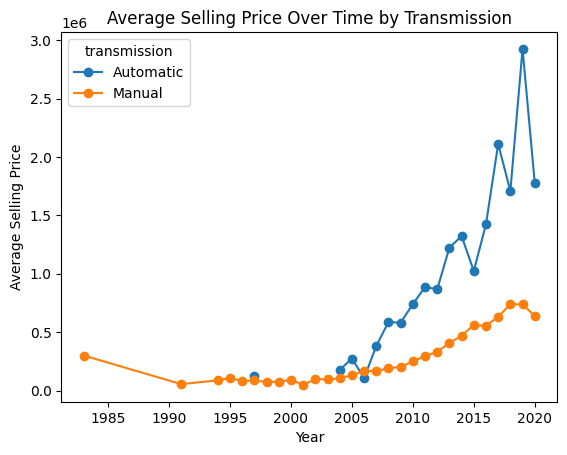 Average Selling Price Over Time by Transmission
1e6
transmission
Automatic
Manual
3.0
2.5
2.0
1.5
1.0
0.5
0.0
Average Selling Price
1985 1990 1995 2000 2005 2010 2015 2020
Year